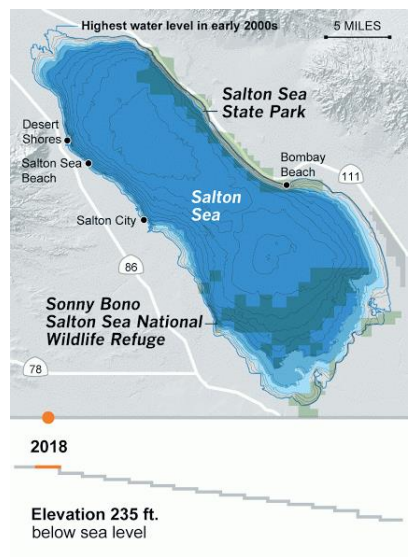 Highest water level in early 2000s
5 MILES
Salton Sea
State Park
Desert
Shores
Bombay
Beach
Salton Sea
Beach
111
Salton
Sea
Salton City
86
Sonny Bono
Salton Sea National
Wildlife Refuge
78
2018
Elevation 235 ft.
below sea level